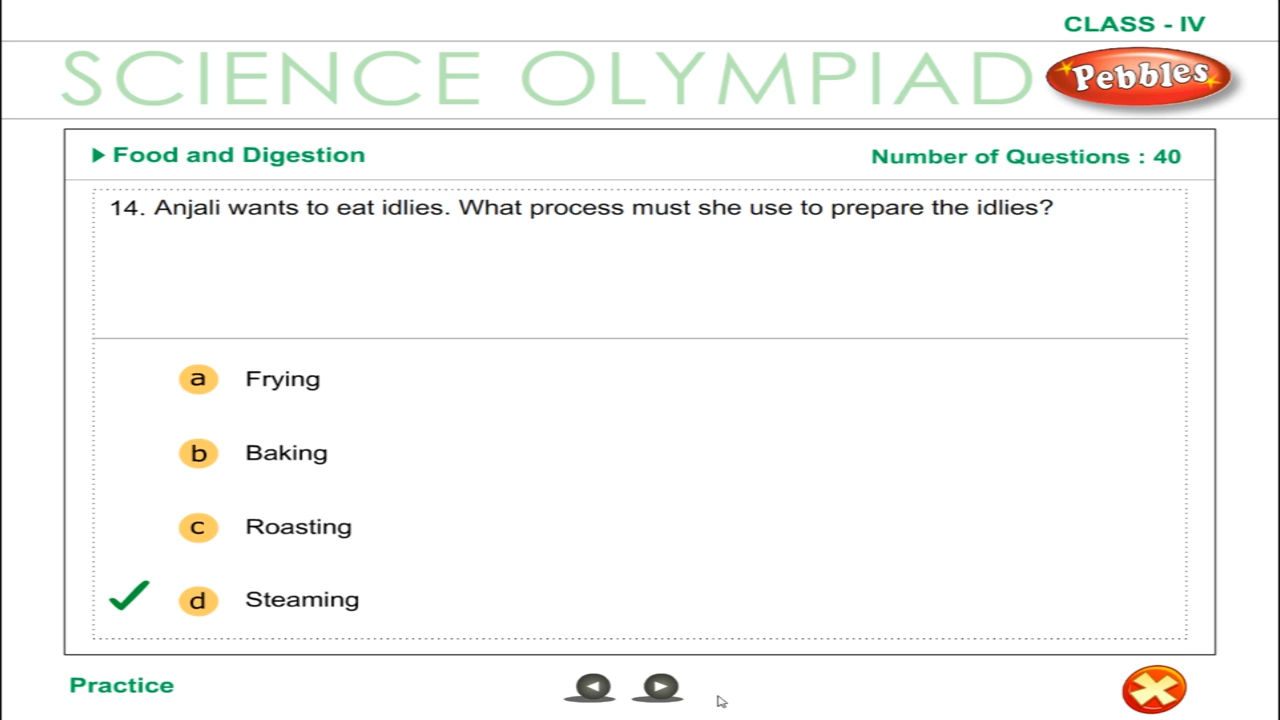 CLASS - IV
SCIENCE OLYMPIAD
Pebbles
Food and Digestion
Number of Questions : 40
14. Anjali wants to eat idlies. What process must she use to prepare the idlies?
a Frying
b Baking
c Roasting
d Steaming
Practice